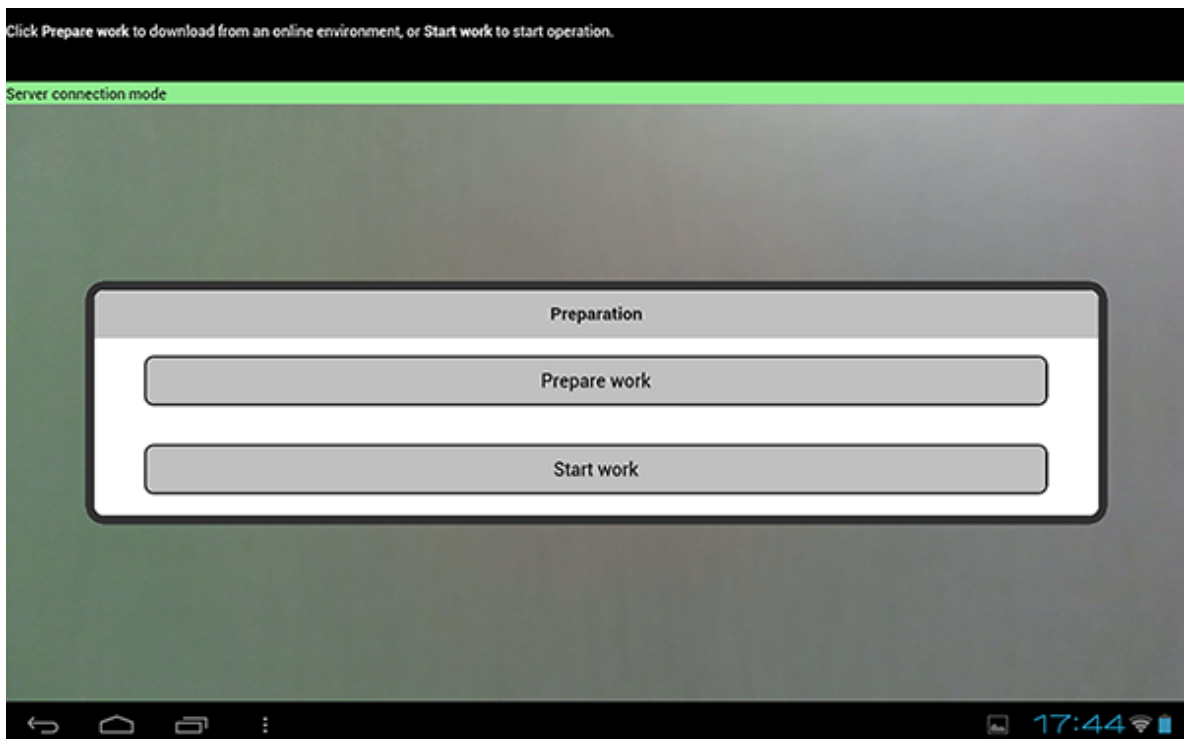 Click Prepare work to download from an online environment, or Start work to start operation.
Server connection mode
Preparation
Prepare work
Start work
17:44